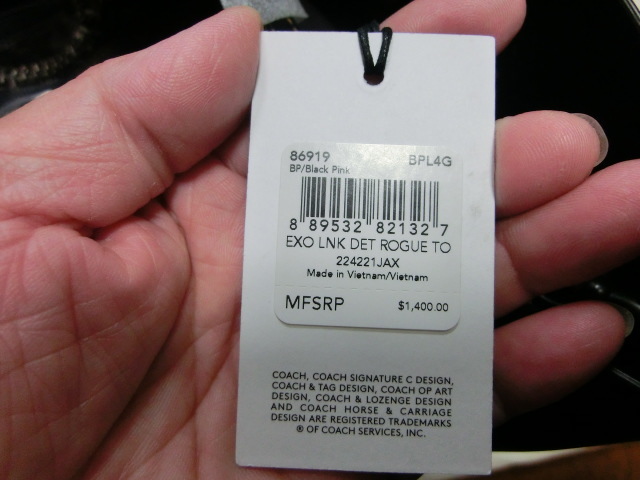 86919 BPL4G
BP/Black Pink
8 89532 82132 7
EXO LNK DET ROGUE TO
224221JAX
Made in Vietnam/Vietnam
MFSRP $1,400.00
COACH, COACH SIGNATURE C DESIGN,
COACH & TAG DESIGN, COACH OP ART
DESIGN, COACH & LOZENGE DESIGN
AND COACH HORSE & CARRIAGE
DESIGN ARE REGISTERED TRADEMARKS
® OF COACH SERVICES, INC.